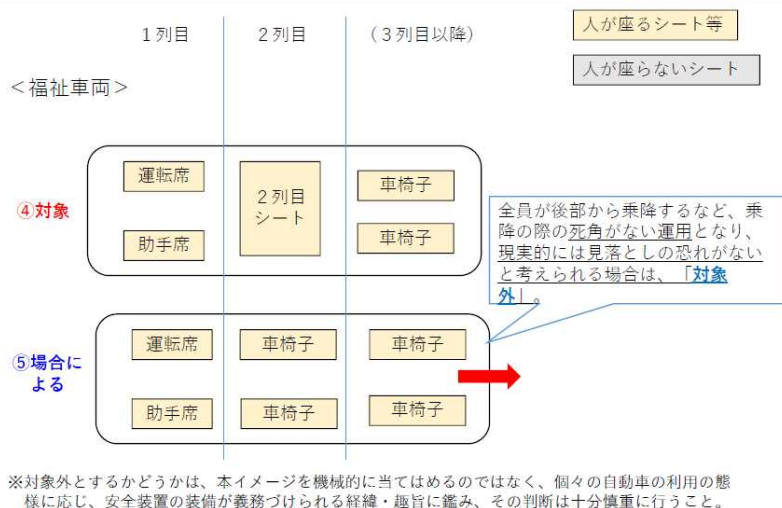 1列目
2列目
(3列目以降)
人が座るシート等
人が座らないシート
<福祉車両>
④対象
運転席
助手席
2列目
シート
車椅子
車椅子
全員が後部から乗降するなど、乗
降の際の死角がない運用となり、
現実的には見落としの恐れがない
と考えられる場合は、「対象
外」。
⑤場合に
よる
運転席
車椅子
車椅子
助手席
車椅子
車椅子
※対象外とするかどうかは、本イメージを機械的に当てはめるのではなく、個々の自動車の利用の態
様に応じ、安全装置の装備が義務づけられる経緯・趣旨に鑑み、その判断は十分慎重に行うこと。